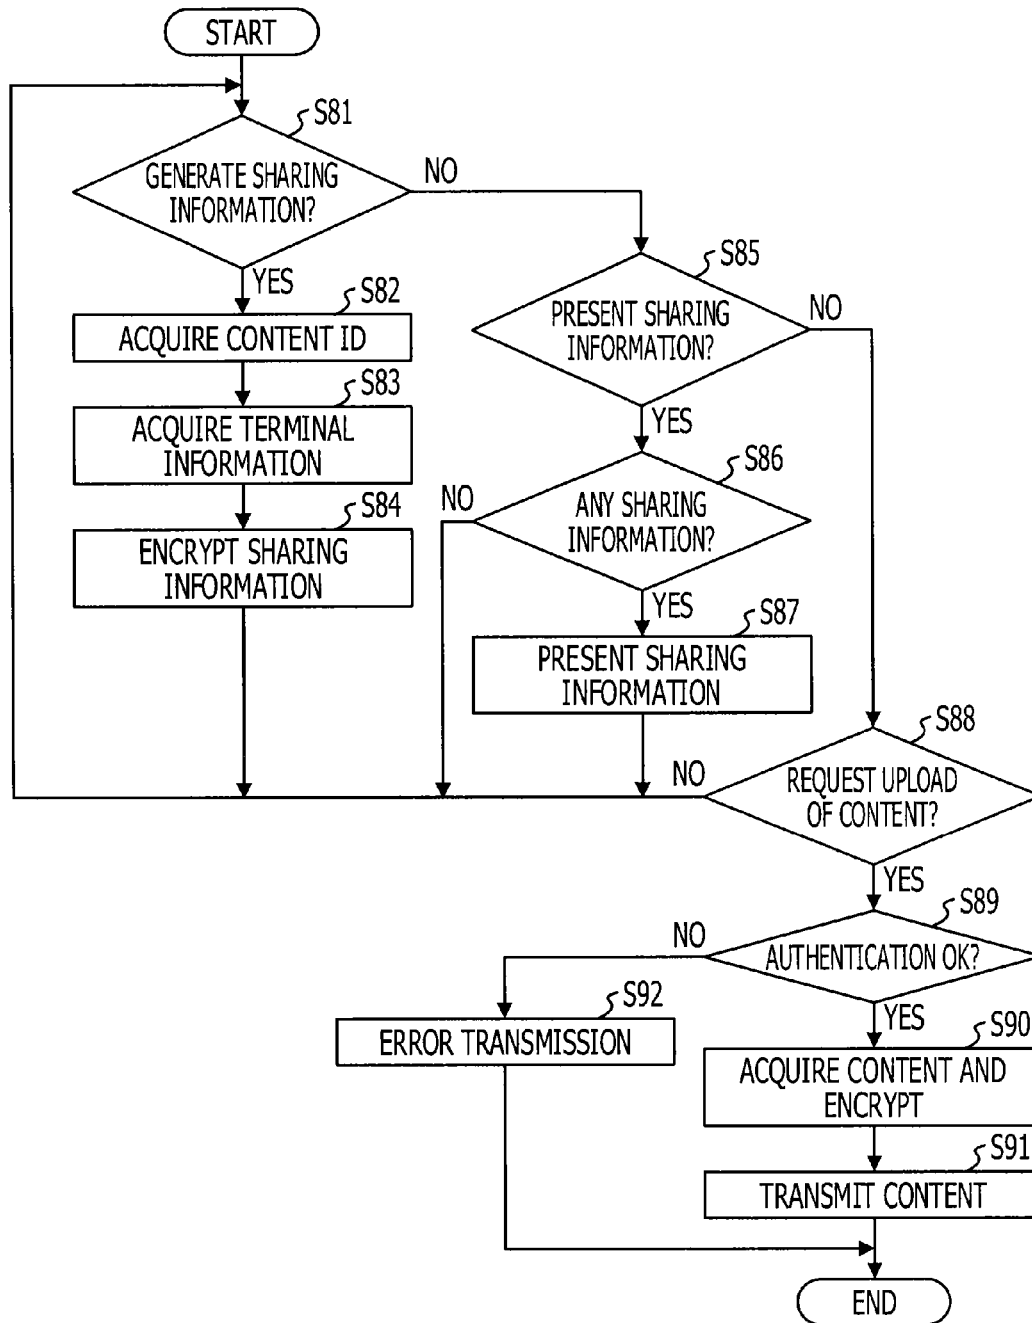 START
S81
GENERATE SHARING
INFORMATION?
NO
YES
S82
ACQUIRE CONTENT ID
S83
ACQUIRE TERMINAL
INFORMATION
S84
ENCRYPT SHARING
INFORMATION
S85
PRESENT SHARING
INFORMATION?
NO
YES
S86
ANY SHARING
INFORMATION?
NO
YES
S87
PRESENT SHARING
INFORMATION
S88
REQUEST UPLOAD
OF CONTENT?
NO
YES
S89
AUTHENTICATION OK?
NO
YES
S92
ERROR TRANSMISSION
S90
ACQUIRE CONTENT AND
ENCRYPT
S91
TRANSMIT CONTENT
END